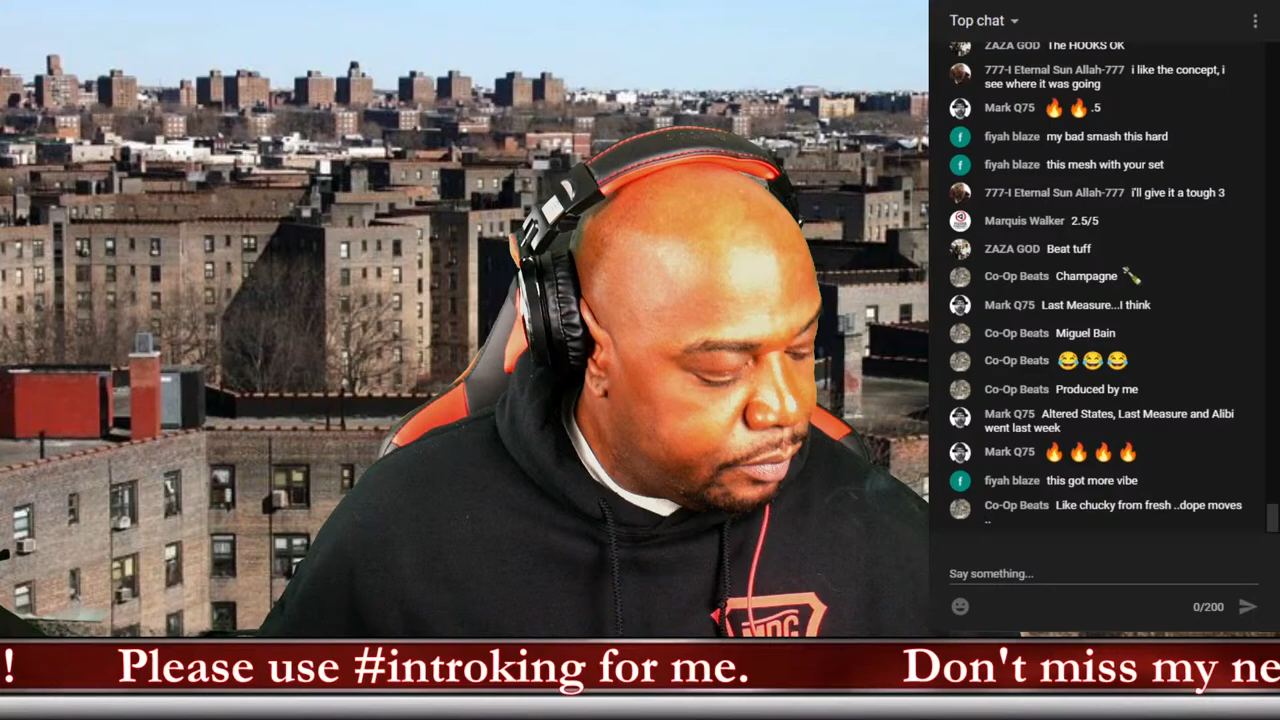 Top chat
ZAZA GOD The HOOKS OK
777-I Eternal Sun Allah-777 i like the concept, i
see where it was going
Mark Q75 🔥 🔥 .5
f fiyah blaze my bad smash this hard
f fiyah blaze this mesh with your set
777-I Eternal Sun Allah-777 i'll give it a tough 3
Marquis Walker 2.5/5
ZAZA GOD Beat tuff
Co-Op Beats Champagne 🍾
Mark Q75 Last Measure...I think
Co-Op Beats Miguel Bain
Co-Op Beats 😂 😂 😂
Co-Op Beats Produced by me
Mark Q75 Altered States, Last Measure and Alibi
went last week
Mark Q75 🔥 🔥 🔥 🔥
f fiyah blaze this got more vibe
Co-Op Beats Like chucky from fresh ..dope moves
..
Say something...
0/200
! Please use #introking for me. Don't miss my ne